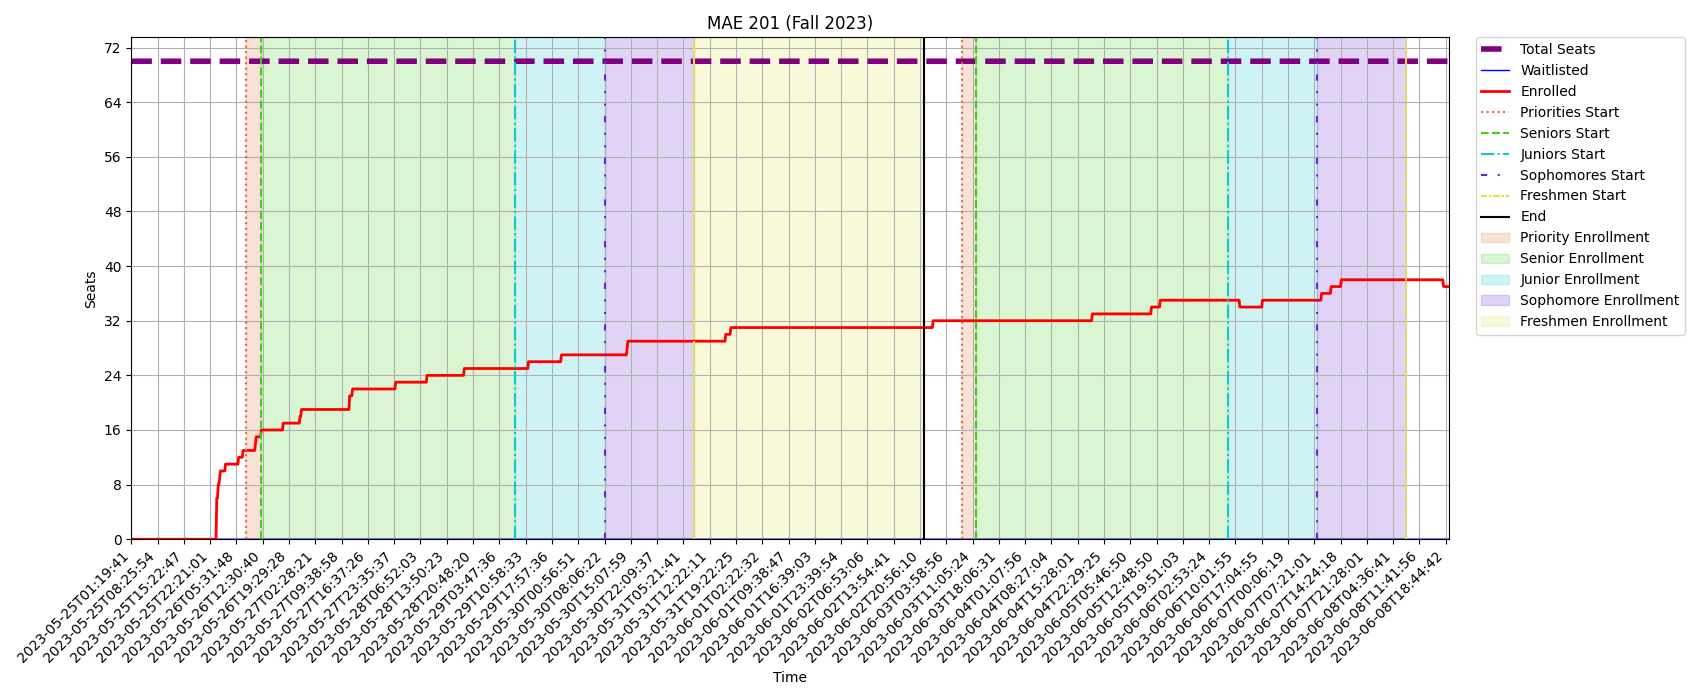 MAE 201 (Fall 2023)
72
64
56
48
40
32
24
16
8
0
Seats
2023-05-25T01:19:41
2023-05-25T08:25:54
2023-05-25T15:22:47
2023-05-25T22:21:01
2023-05-26T05:31:48
2023-05-26T12:30:40
2023-05-26T19:29:28
2023-05-27T02:28:21
2023-05-27T09:38:58
2023-05-27T16:37:26
2023-05-27T23:35:37
2023-05-28T06:52:03
2023-05-28T13:50:23
2023-05-28T20:48:20
2023-05-29T03:47:36
2023-05-29T10:58:33
2023-05-29T17:57:36
2023-05-30T00:56:51
2023-05-30T08:06:22
2023-05-30T15:07:59
2023-05-30T22:09:37
2023-05-31T05:21:41
2023-05-31T12:22:11
2023-05-31T19:22:25
2023-06-01T02:22:32
2023-06-01T09:38:47
2023-06-01T16:39:03
2023-06-01T23:39:54
2023-06-02T06:53:06
2023-06-02T13:54:41
2023-06-02T20:56:10
2023-06-03T03:58:56
2023-06-03T11:05:24
2023-06-03T18:06:31
2023-06-04T01:07:56
2023-06-04T08:27:04
2023-06-04T15:28:01
2023-06-04T22:29:25
2023-06-05T05:46:50
2023-06-05T12:48:50
2023-06-05T19:51:03
2023-06-06T02:53:24
2023-06-06T10:01:55
2023-06-06T17:04:55
2023-06-07T00:06:19
2023-06-07T07:21:01
2023-06-07T14:24:18
2023-06-07T21:28:01
2023-06-08T04:36:41
2023-06-08T11:41:56
2023-06-08T18:44:42
Time
Total Seats
Waitlisted
Enrolled
Priorities Start
Seniors Start
Juniors Start
Sophomores Start
Freshmen Start
End
Priority Enrollment
Senior Enrollment
Junior Enrollment
Sophomore Enrollment
Freshmen Enrollment